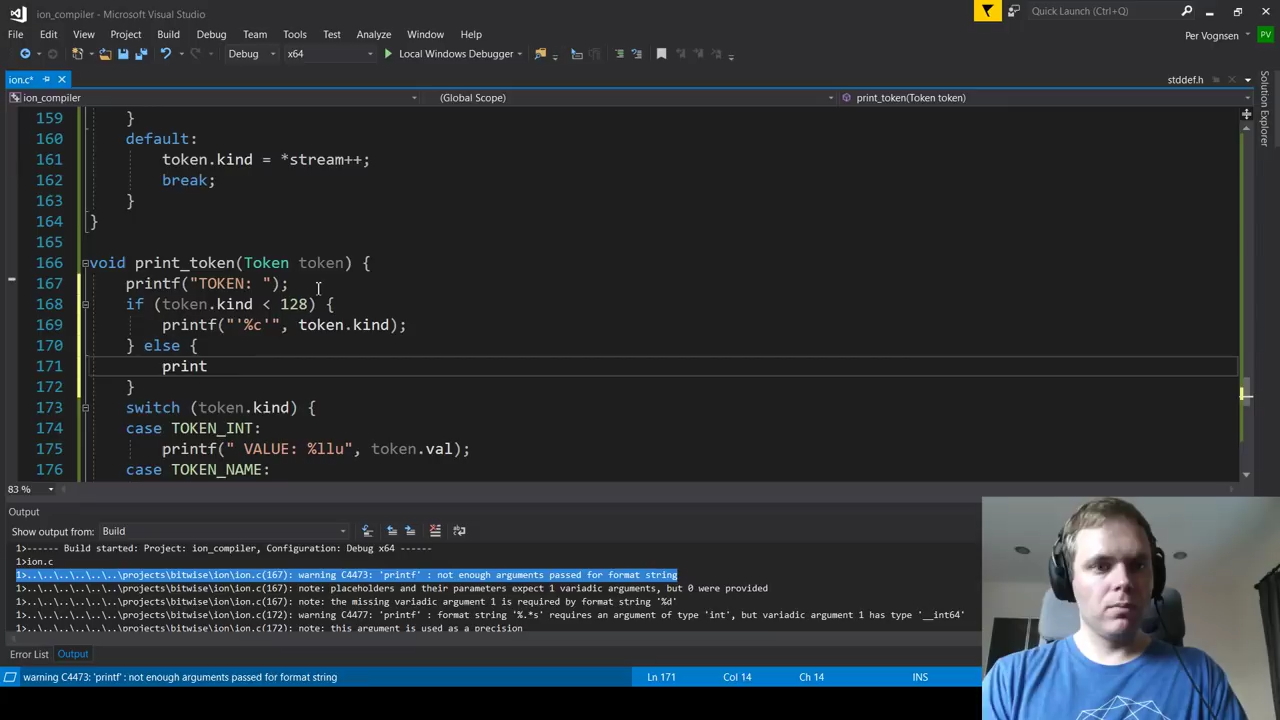 ion_compiler - Microsoft Visual Studio
Quick Launch (Ctrl+Q)
File Edit View Project Build Debug Team Tools Test Analyze Window Help
Per Vognsen PV
Debug x64 Local Windows Debugger
ion.c* stddef.h
ion_compiler (Global Scope) print_token(Token token)
Solution Explorer
159 }
160 default:
161 token.kind = *stream++;
162 break;
163 }
164 }
165
166 void print_token(Token token) {
167 printf("TOKEN: ");
168 if (token.kind < 128) {
169 printf("'%c'", token.kind);
170 } else {
171 print
172 }
173 switch (token.kind) {
174 case TOKEN_INT:
175 printf(" VALUE: %llu", token.val);
176 case TOKEN_NAME:
83 %
Output
Show output from: Build
1>------ Build started: Project: ion_compiler, Configuration: Debug x64 ------
1>ion.c
1>..\..\..\..\..\..\projects\bitwise\ion\ion.c(167): warning C4473: 'printf' : not enough arguments passed for format string
1>..\..\..\..\..\..\projects\bitwise\ion\ion.c(167): note: placeholders and their parameters expect 1 variadic arguments, but 0 were provided
1>..\..\..\..\..\..\projects\bitwise\ion\ion.c(167): note: the missing variadic argument 1 is required by format string '%d'
1>..\..\..\..\..\..\projects\bitwise\ion\ion.c(172): warning C4477: 'printf' : format string '%.*s' requires an argument of type 'int', but variadic argument 1 has type '__int64'
1>..\..\..\..\..\..\projects\bitwise\ion\ion.c(172): note: this argument is used as a precision
Error List Output
warning C4473: 'printf' : not enough arguments passed for format string Ln 171 Col 14 Ch 14 INS